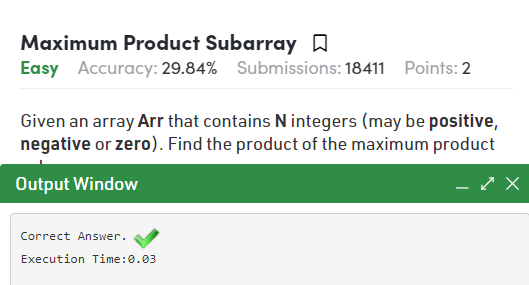 Maximum Product Subarray
Easy Accuracy: 29.84% Submissions: 18411 Points: 2
Given an array Arr that contains N integers (may be positive,
negative or zero). Find the product of the maximum product
Output Window
Correct Answer.
Execution Time:0.03